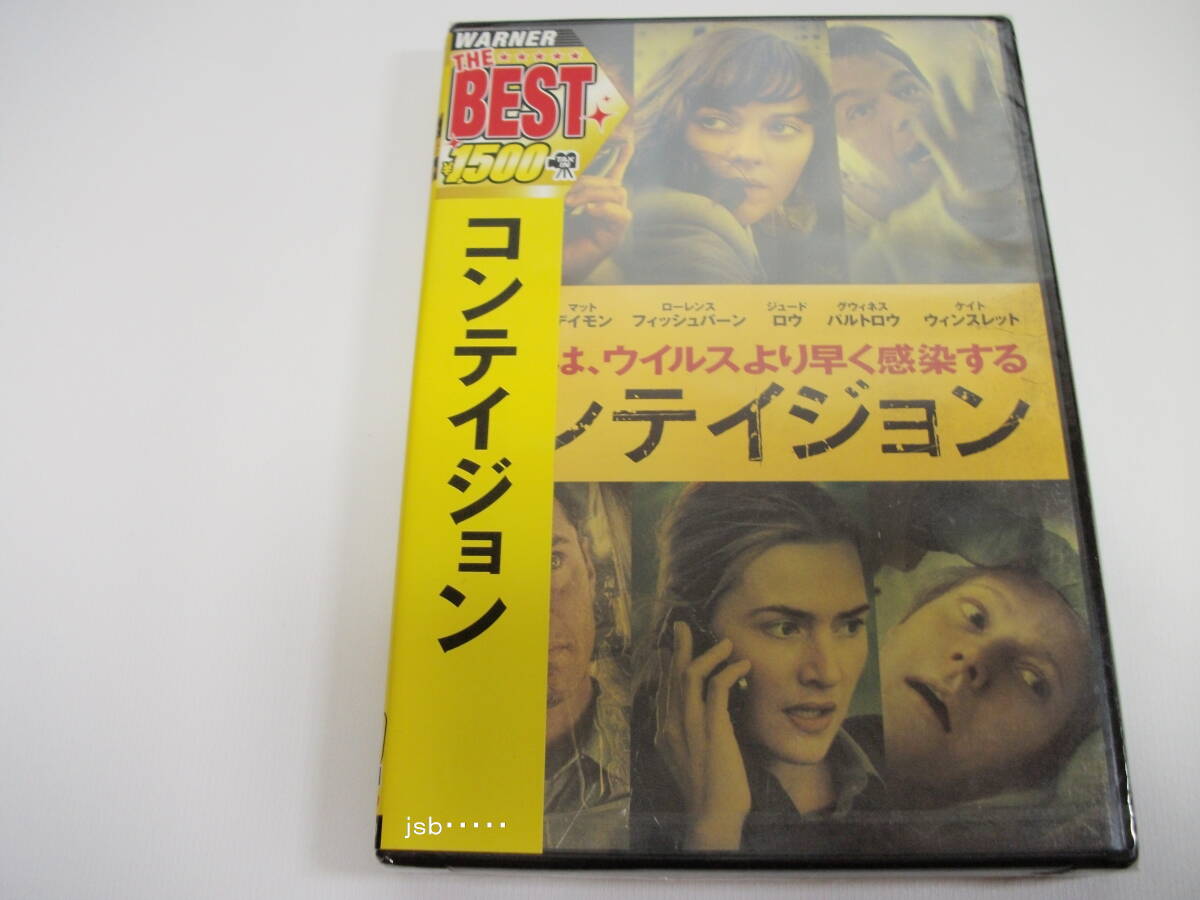 WARNER
THE
BEST
¥1500 TAX IN
コンテイジョン
マット ローレンス ジュード グウィネス ケイト
デイモン フィッシュバーン ロウ パルトロウ ウィンスレット
は、ウイルスより早く感染する
ンテイジョン
jsb・・・・・